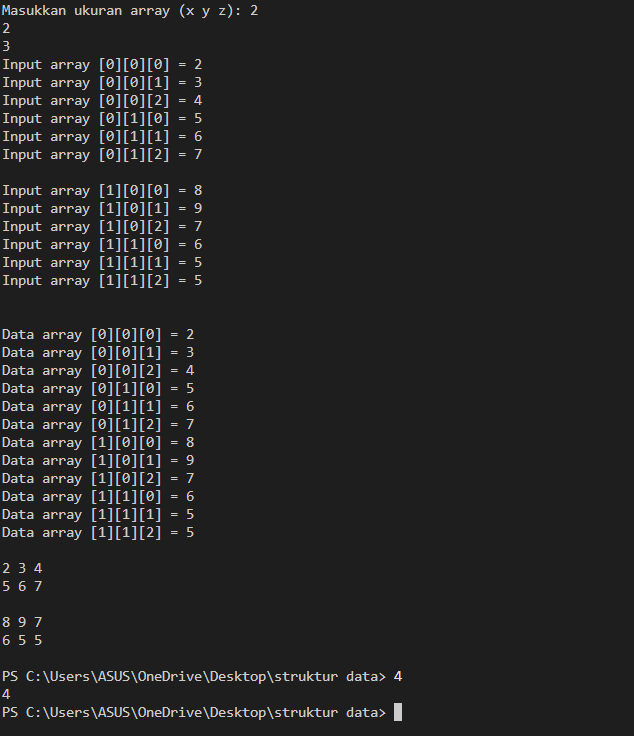 Masukkan ukuran array (x y z): 2
2
3
Input array [0][0][0] = 2
Input array [0][0][1] = 3
Input array [0][0][2] = 4
Input array [0][1][0] = 5
Input array [0][1][1] = 6
Input array [0][1][2] = 7
Input array [1][0][0] = 8
Input array [1][0][1] = 9
Input array [1][0][2] = 7
Input array [1][1][0] = 6
Input array [1][1][1] = 5
Input array [1][1][2] = 5
Data array [0][0][0] = 2
Data array [0][0][1] = 3
Data array [0][0][2] = 4
Data array [0][1][0] = 5
Data array [0][1][1] = 6
Data array [0][1][2] = 7
Data array [1][0][0] = 8
Data array [1][0][1] = 9
Data array [1][0][2] = 7
Data array [1][1][0] = 6
Data array [1][1][1] = 5
Data array [1][1][2] = 5
2 3 4
5 6 7
8 9 7
6 5 5
PS C:\Users\ASUS\OneDrive\Desktop\struktur data> 4
4
PS C:\Users\ASUS\OneDrive\Desktop\struktur data>